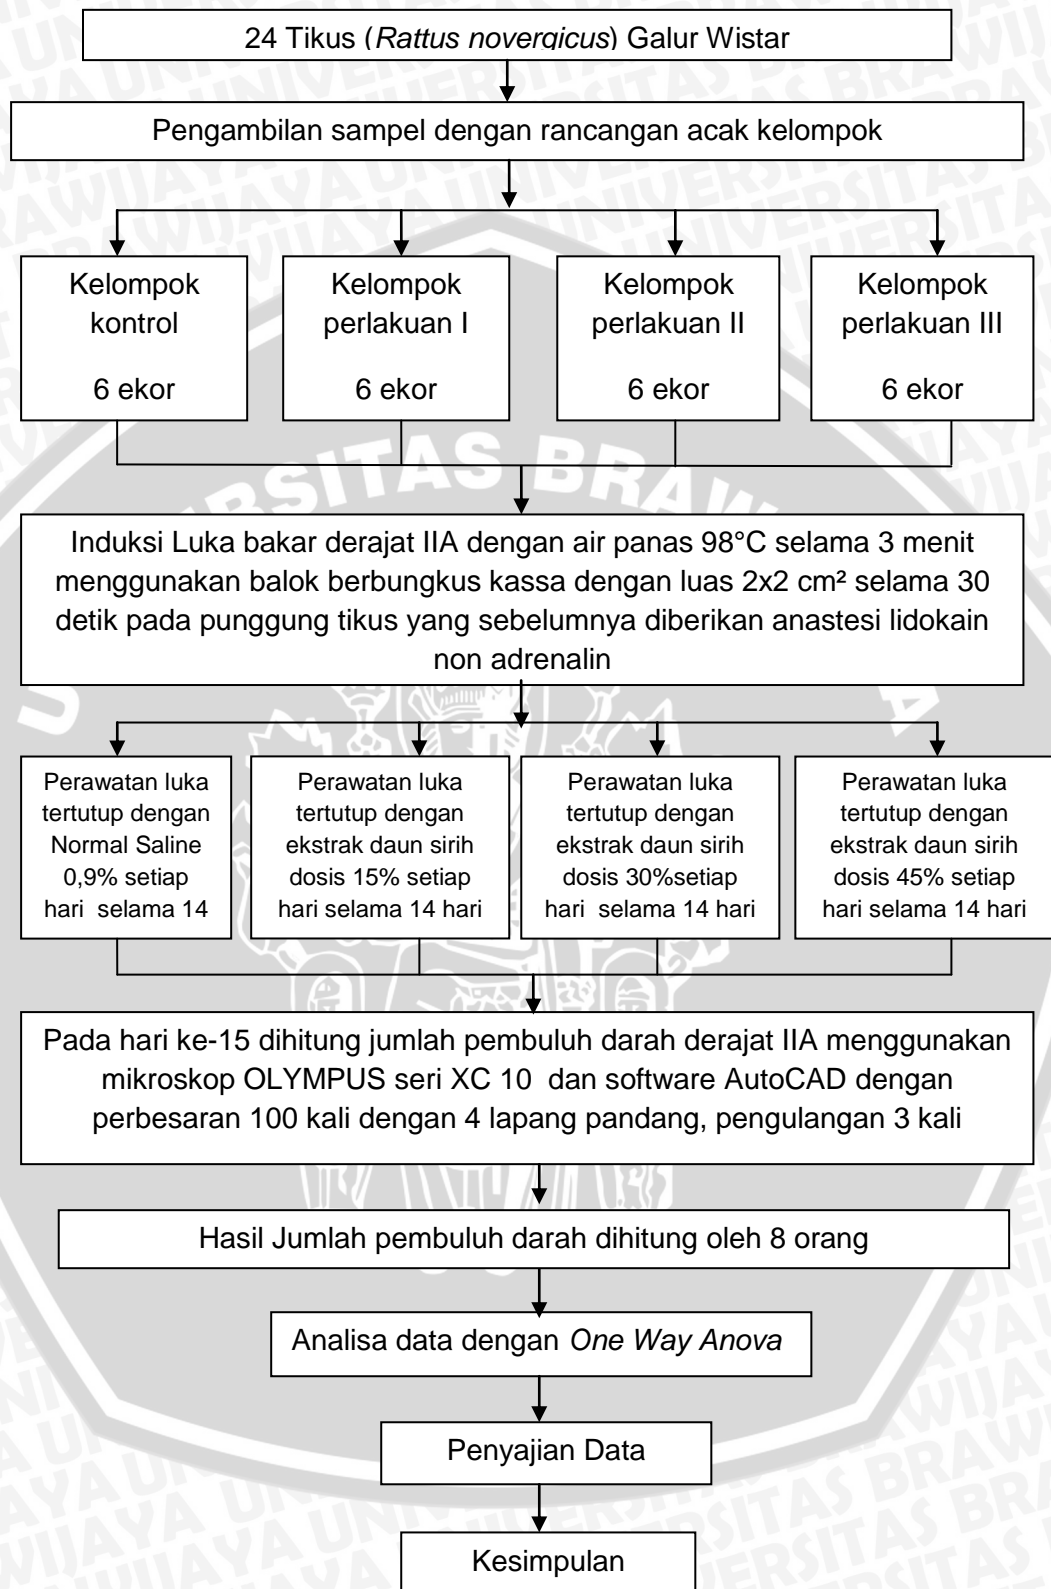 24 Tikus (Rattus novergicus) Galur Wistar
Pengambilan sampel dengan rancangan acak kelompok
Kelompok
kontrol
6 ekor
Kelompok
perlakuan I
6 ekor
Kelompok
perlakuan II
6 ekor
Kelompok
perlakuan III
6 ekor
Induksi Luka bakar derajat IIA dengan air panas 98°C selama 3 menit
menggunakan balok berbungkus kassa dengan luas 2x2 cm² selama 30
detik pada punggung tikus yang sebelumnya diberikan anastesi lidokain
non adrenalin
Perawatan luka
tertutup dengan
Normal Saline
0,9% setiap
hari selama 14
Perawatan luka
tertutup dengan
ekstrak daun sirih
dosis 15% setiap
hari selama 14 hari
Perawatan luka
tertutup dengan
ekstrak daun sirih
dosis 30%setiap
hari selama 14 hari
Perawatan luka
tertutup dengan
ekstrak daun sirih
dosis 45% setiap
hari selama 14 hari
Pada hari ke-15 dihitung jumlah pembuluh darah derajat IIA menggunakan
mikroskop OLYMPUS seri XC 10 dan software AutoCAD dengan
perbesaran 100 kali dengan 4 lapang pandang, pengulangan 3 kali
Hasil Jumlah pembuluh darah dihitung oleh 8 orang
Analisa data dengan One Way Anova
Penyajian Data
Kesimpulan